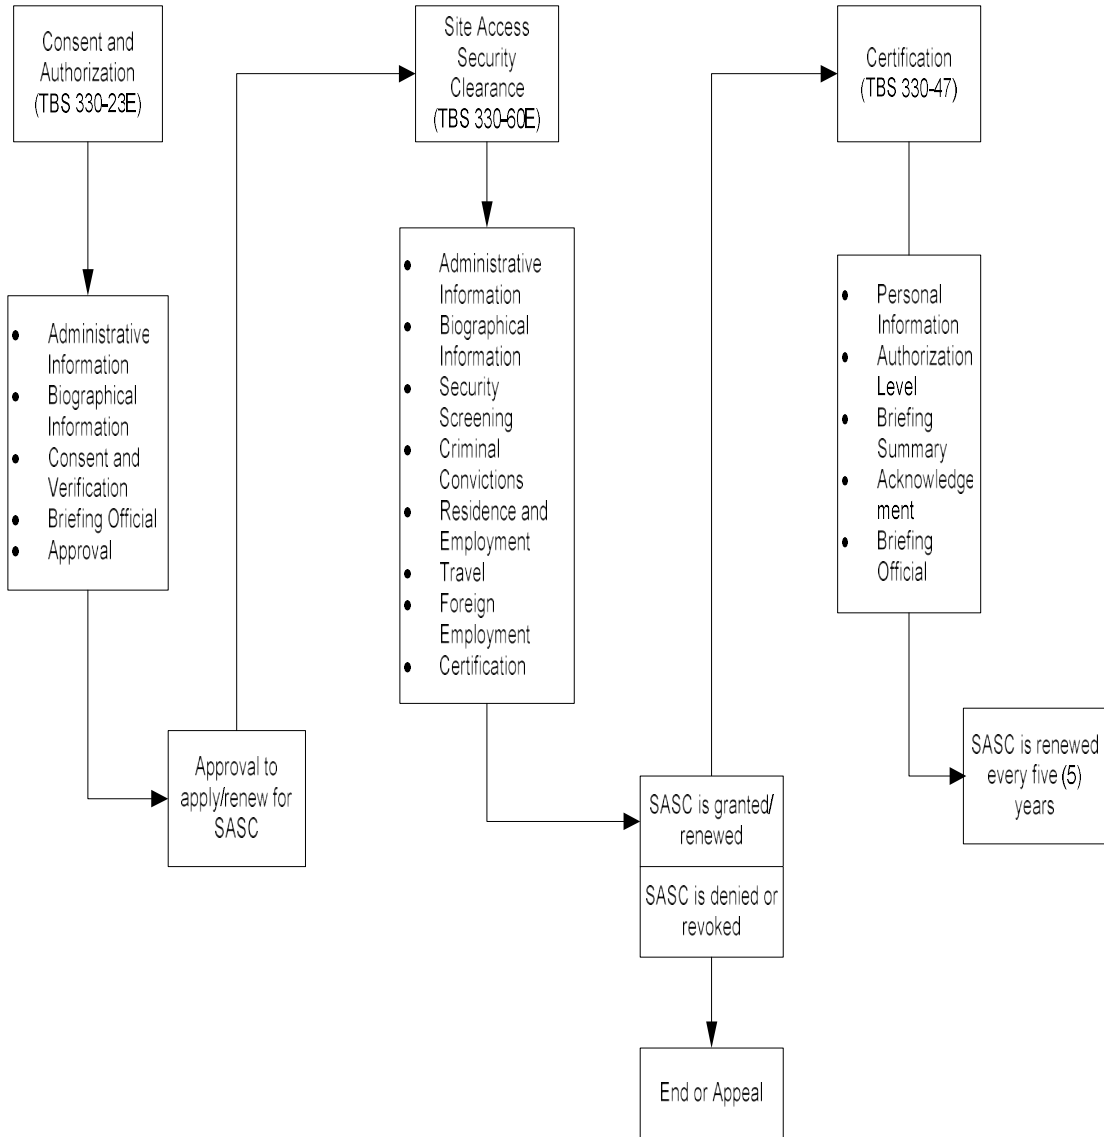 Consent and
Authorization
(TBS 330-23E)
• Administrative
Information
• Biographical
Information
• Consent and
Verification
• Briefing Official
• Approval
Approval to
apply/renew for
SASC
Site Access
Security
Clearance
(TBS 330-60E)
• Administrative
Information
• Biographical
Information
• Security
Screening
• Criminal
Convictions
• Residence and
Employment
• Travel
• Foreign
Employment
• Certification
SASC is granted/
renewed
SASC is denied or
revoked
End or Appeal
Certification
(TBS 330-47)
• Personal
Information
• Authorization
Level
• Briefing
Summary
• Acknowledge
ment
• Briefing
Official
SASC is renewed
every five (5)
years